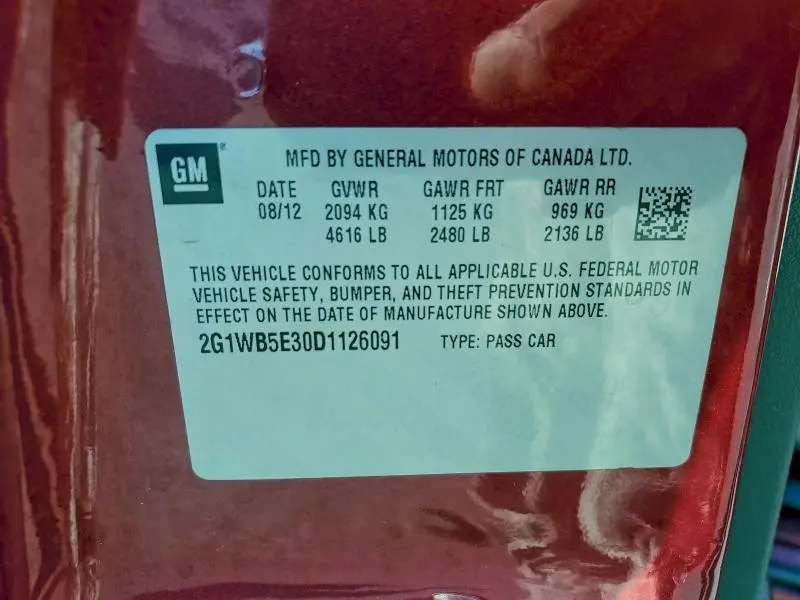 GM®
MFD BY GENERAL MOTORS OF CANADA LTD.
DATE GVWR GAWR FRT GAWR RR
08/12 2094 KG 1125 KG 969 KG
4616 LB 2480 LB 2136 LB
THIS VEHICLE CONFORMS TO ALL APPLICABLE U.S. FEDERAL MOTOR
VEHICLE SAFETY, BUMPER, AND THEFT PREVENTION STANDARDS IN
EFFECT ON THE DATE OF MANUFACTURE SHOWN ABOVE.
2G1WB5E30D1126091 TYPE: PASS CAR